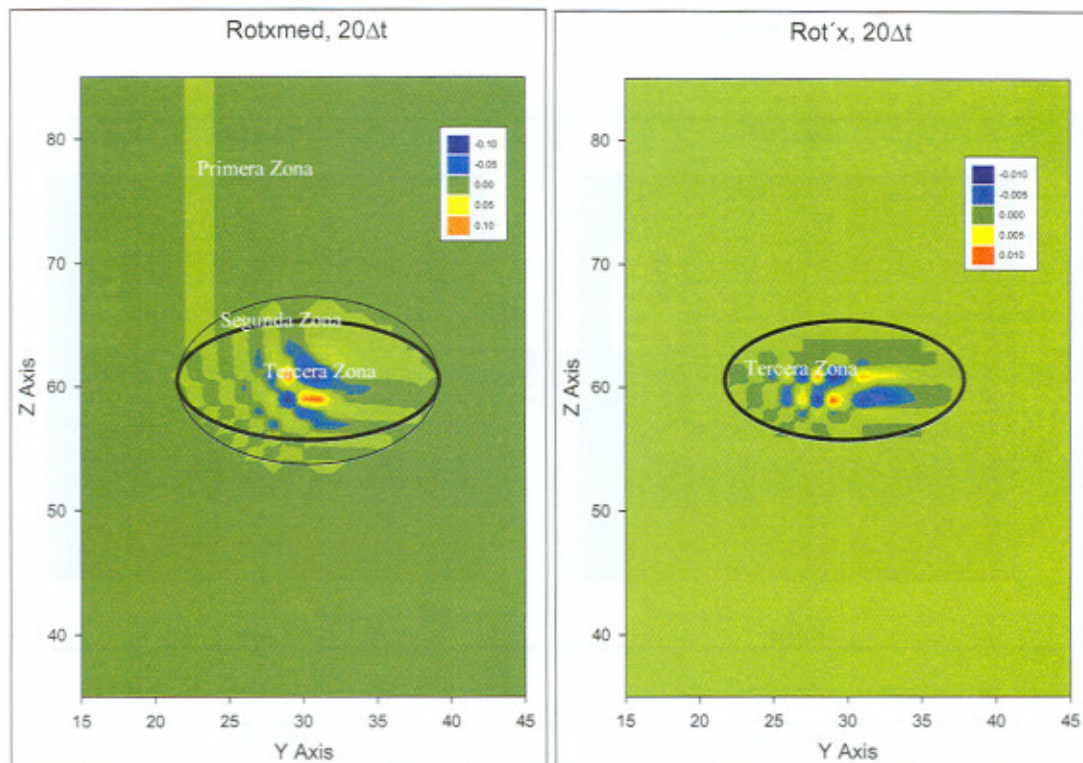 Rotxmed, 20Δt
80
70
60
50
40
Z Axis
15 20 25 30 35 40 45
Y Axis
-0.10
-0.05
0.00
0.05
0.10
Primera Zona
Segunda Zona
Tercera Zona
Rot´x, 20Δt
80
70
60
50
40
Z Axis
15 20 25 30 35 40 45
Y Axis
-0.010
-0.005
0.000
0.005
0.010
Tercera Zona